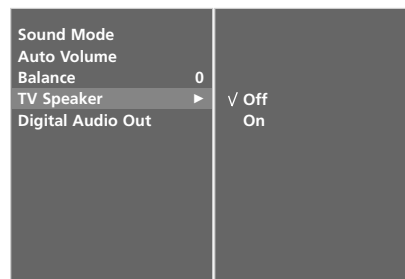 Sound Mode
Auto Volume
Balance 0
TV Speaker ► √ Off
Digital Audio Out On